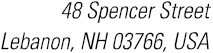 48 Spencer Street
Lebanon, NH 03766, USA